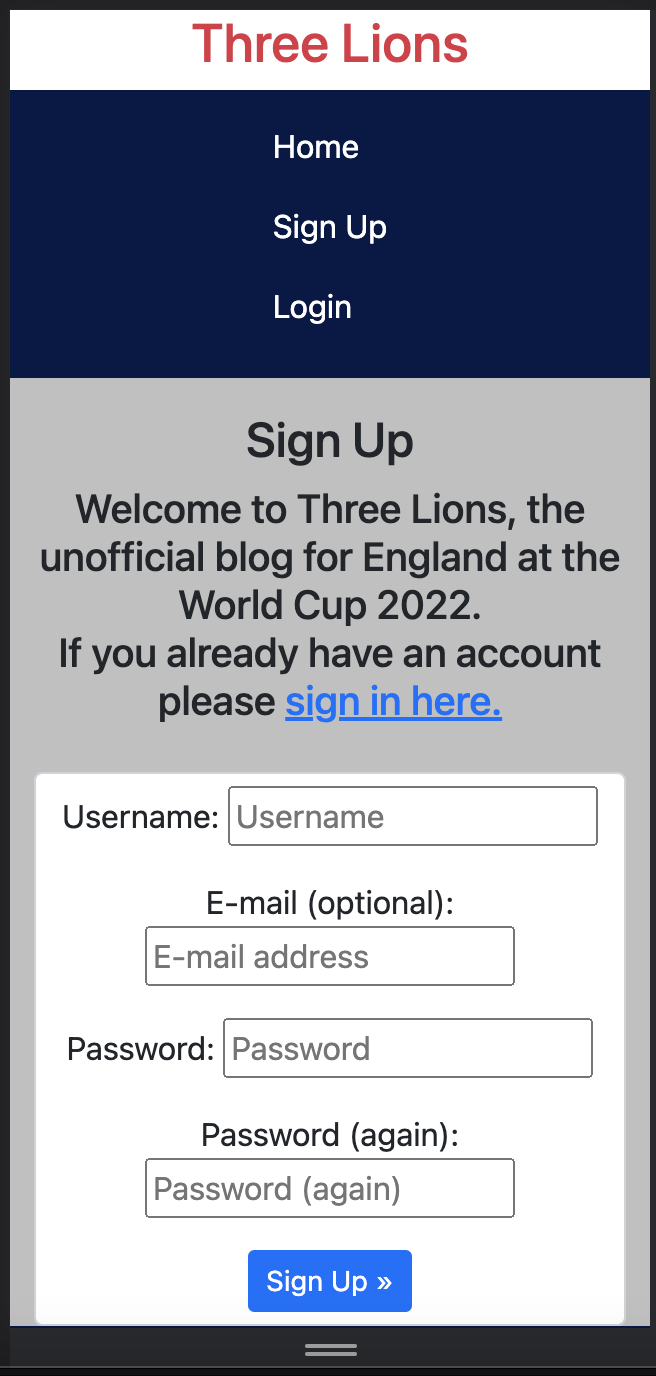 Three Lions
Home
Sign Up
Login
Sign Up
Welcome to Three Lions, the
unofficial blog for England at the
World Cup 2022.
If you already have an account
please sign in here.
Username: Username
E-mail (optional):
E-mail address
Password: Password
Password (again):
Password (again)
Sign Up »